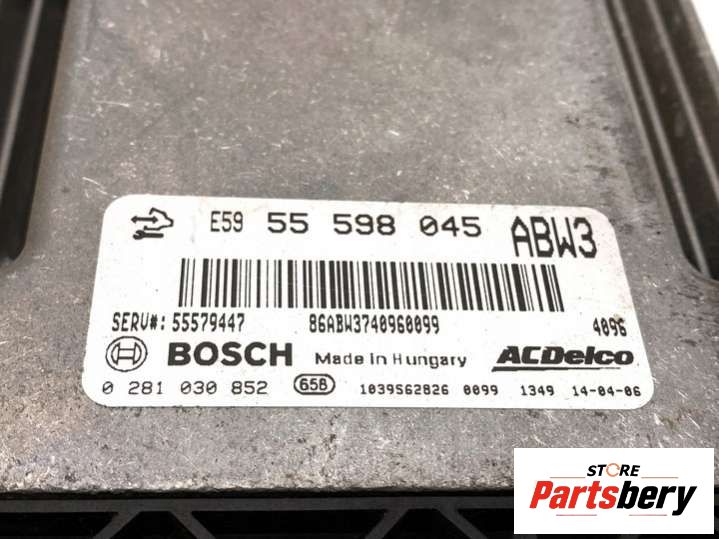 E59 55 598 045 ABW3
SERV#: 55579447 86ABW3740960099 4096
BOSCH Made in Hungary ACDelco
0 281 030 852 65B 1039S62826 0099 1349 14-04-06
STORE
Partsbery